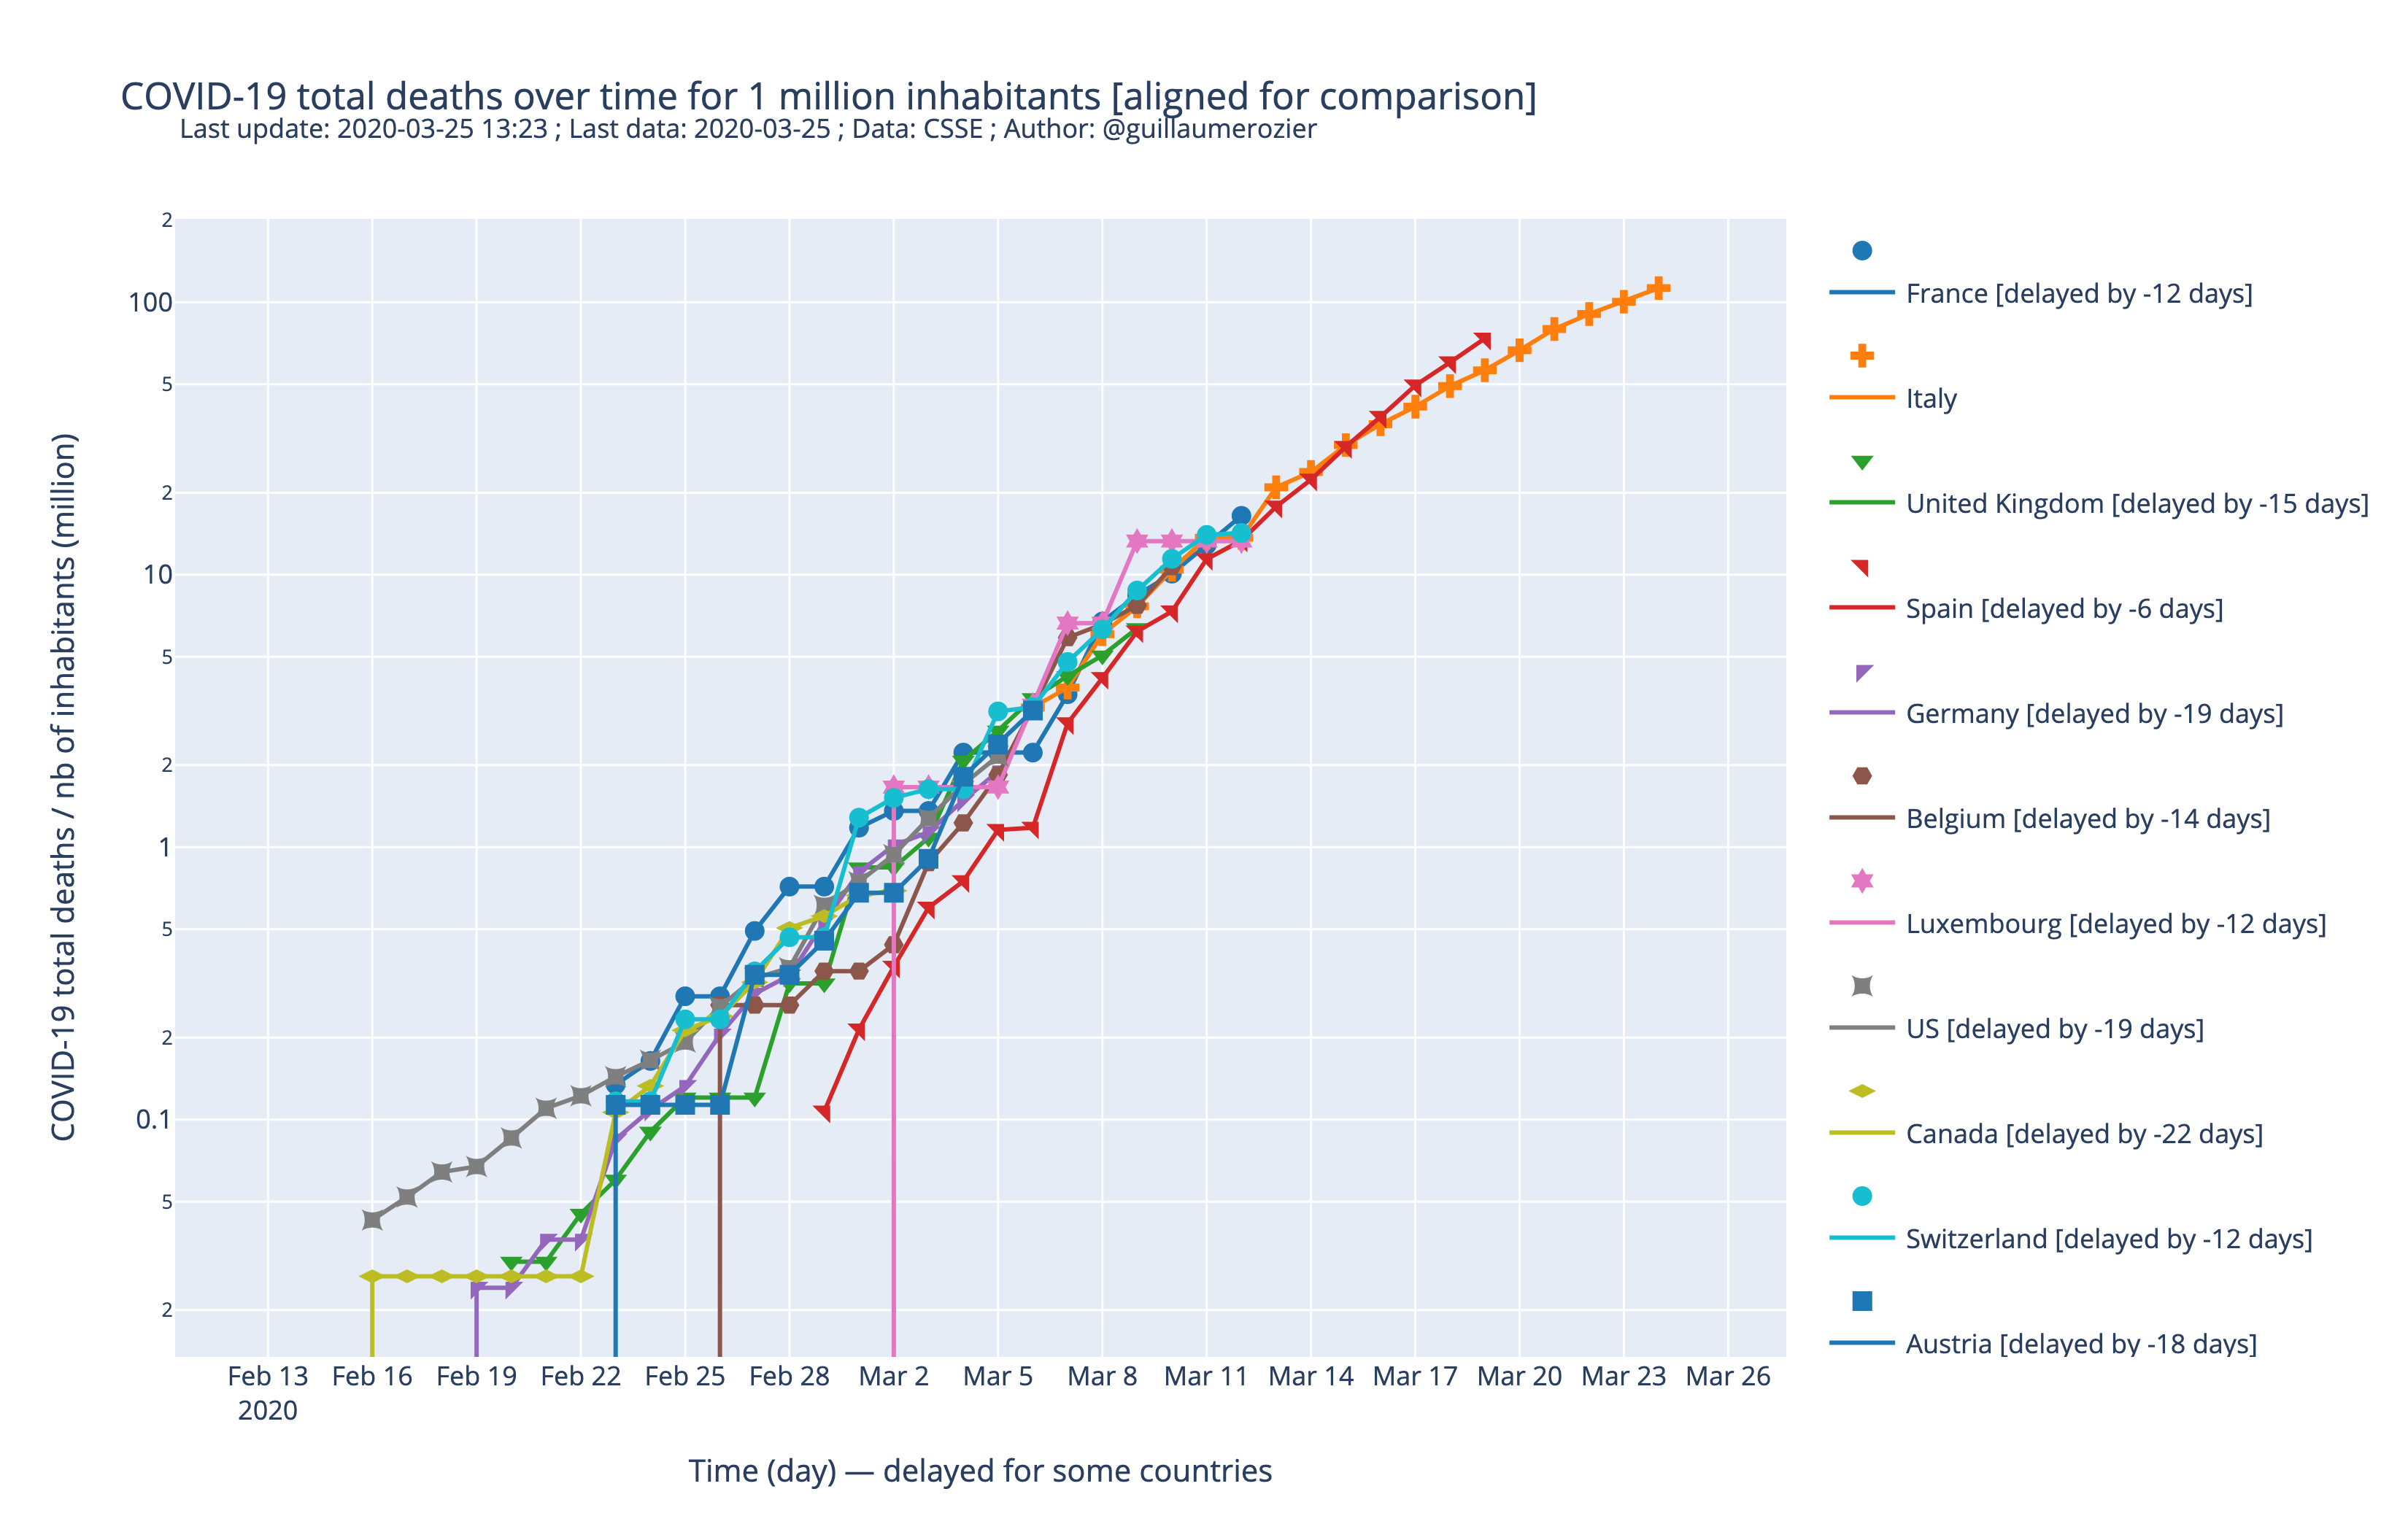 COVID-19 total deaths over time for 1 million inhabitants [aligned for comparison]
Last update: 2020-03-25 13:23 ; Last data: 2020-03-25 ; Data: CSSE ; Author: @guillaumerozier
COVID-19 total deaths / nb of inhabitants (million)
2
100
5
2
10
5
2
1
5
2
0.1
5
2
Feb 13 Feb 16 Feb 19 Feb 22 Feb 25 Feb 28 Mar 2 Mar 5 Mar 8 Mar 11 Mar 14 Mar 17 Mar 20 Mar 23 Mar 26
2020
Time (day) — delayed for some countries
France [delayed by -12 days]
Italy
United Kingdom [delayed by -15 days]
Spain [delayed by -6 days]
Germany [delayed by -19 days]
Belgium [delayed by -14 days]
Luxembourg [delayed by -12 days]
US [delayed by -19 days]
Canada [delayed by -22 days]
Switzerland [delayed by -12 days]
Austria [delayed by -18 days]